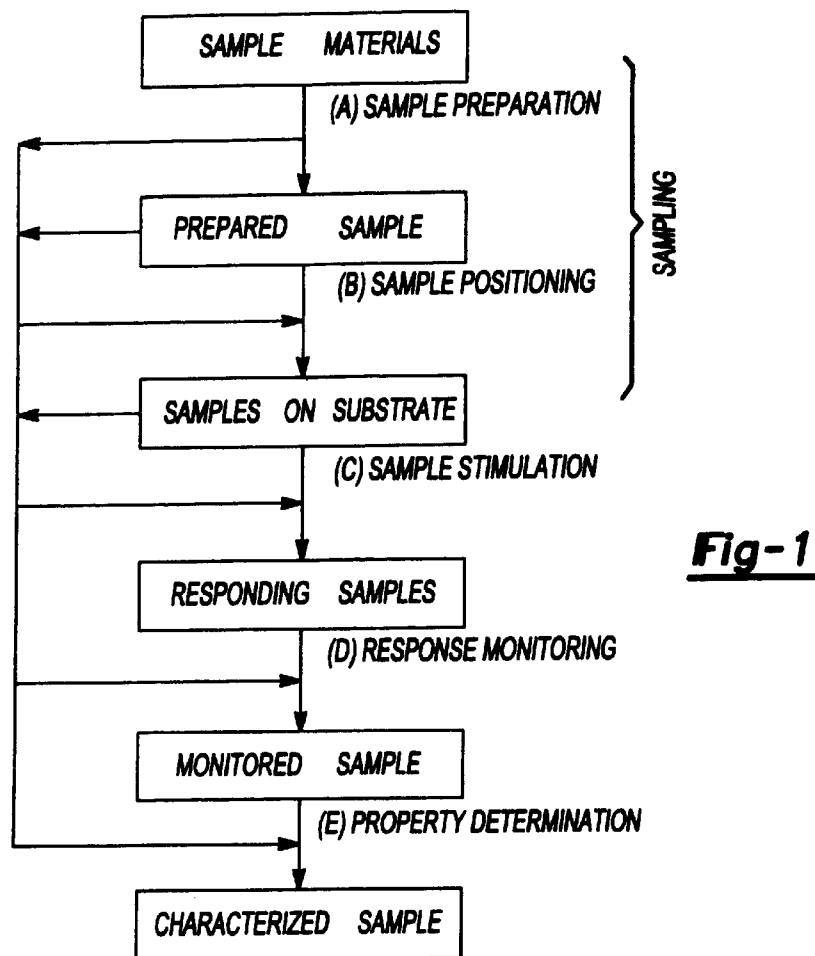 SAMPLE MATERIALS
(A) SAMPLE PREPARATION
PREPARED SAMPLE
(B) SAMPLE POSITIONING
SAMPLING
SAMPLES ON SUBSTRATE
(C) SAMPLE STIMULATION
Fig-1
RESPONDING SAMPLES
(D) RESPONSE MONITORING
MONITORED SAMPLE
(E) PROPERTY DETERMINATION
CHARACTERIZED SAMPLE